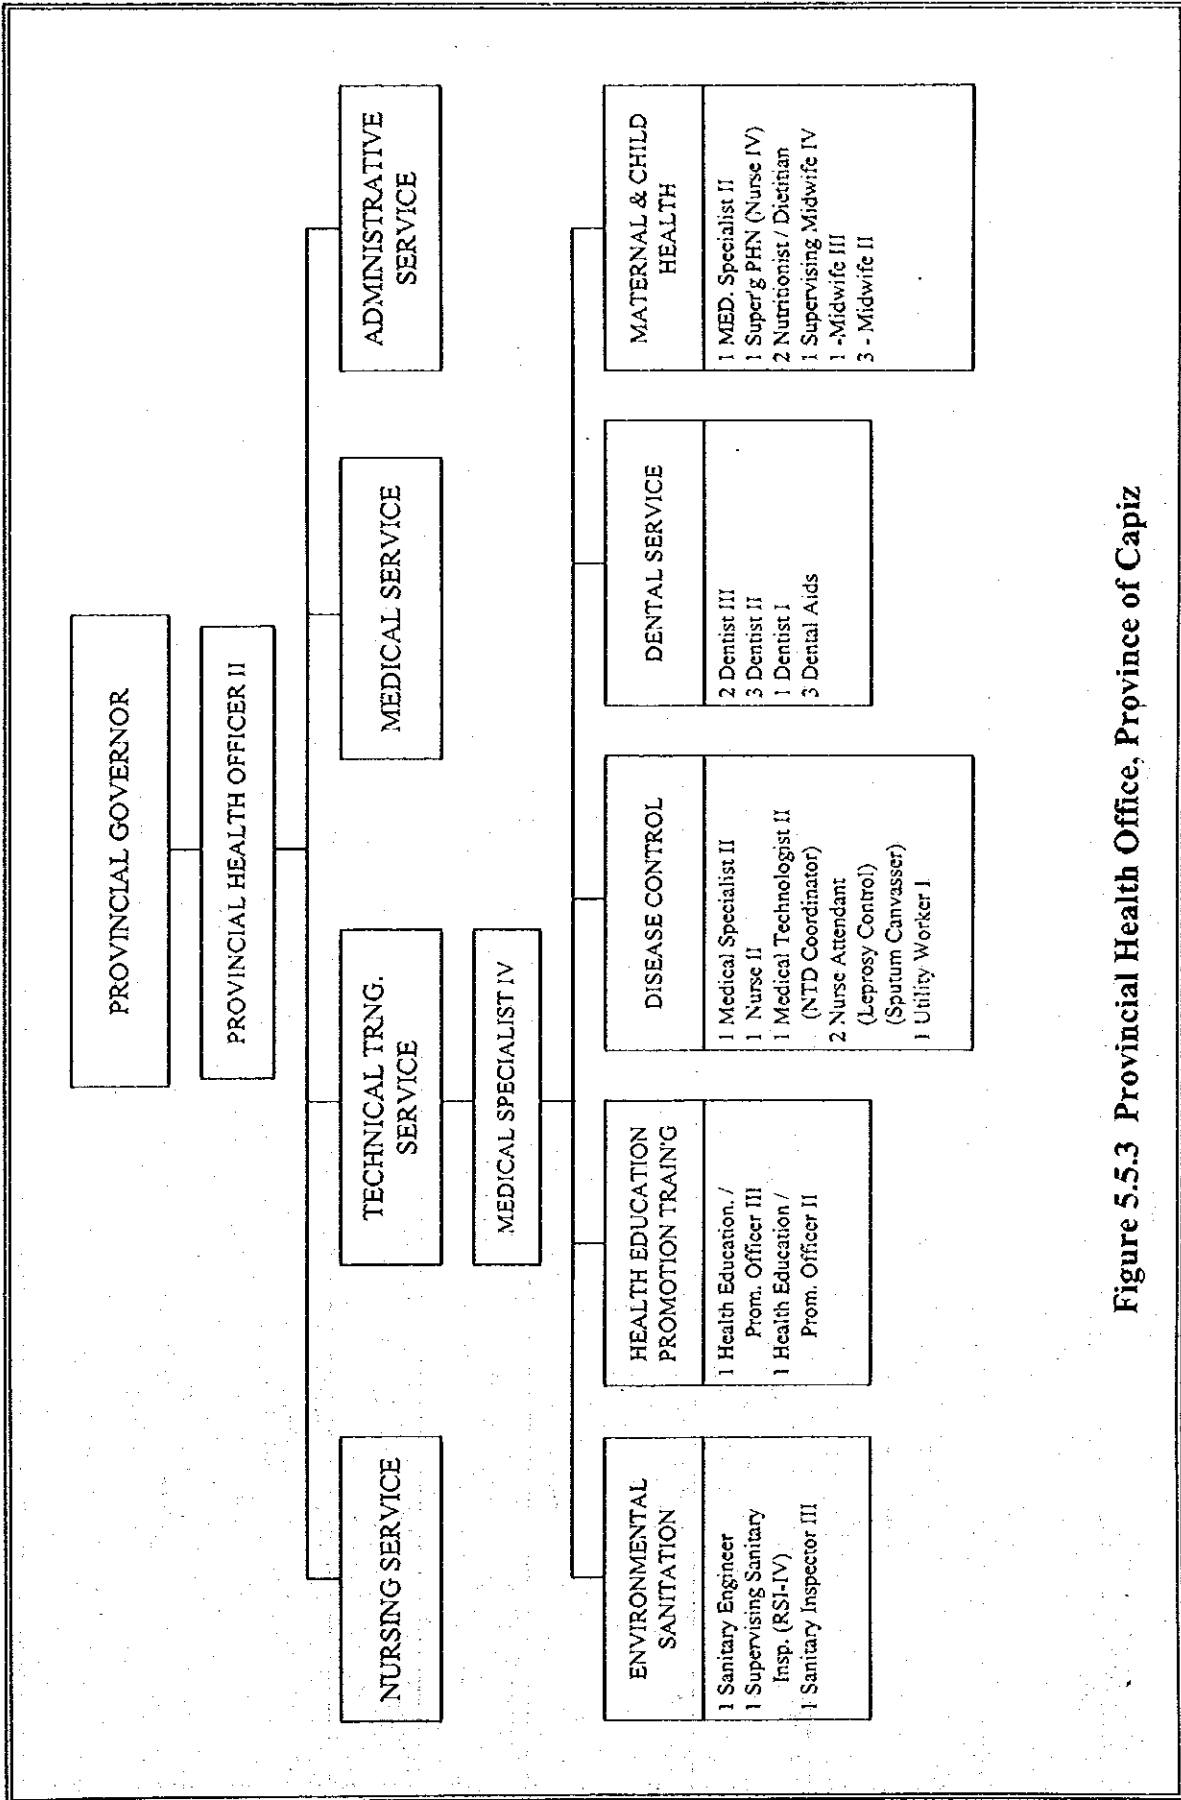 PROVINCIAL GOVERNOR
PROVINCIAL HEALTH OFFICER II
NURSING SERVICE
TECHNICAL TRNG.
SERVICE
MEDICAL SERVICE
ADMINISTRATIVE
SERVICE
MEDICAL SPECIALIST IV
ENVIRONMENTAL
SANITATION
1 Sanitary Engineer
1 Supervising Sanitary
Insp. (RSI-IV)
1 Sanitary Inspector III
HEALTH EDUCATION
PROMOTION TRAIN'G
1 Health Education. /
Prom. Officer III
1 Health Education /
Prom. Officer II
DISEASE CONTROL
1 Medical Specialist II
1 Nurse II
1 Medical Technologist II
(NTD Coordinator)
2 Nurse Attendant
(Leprosy Control)
(Sputum Canvasser)
1 Utility Worker I
DENTAL SERVICE
2 Dentist III
3 Dentist II
1 Dentist I
3 Dental Aids
MATERNAL & CHILD
HEALTH
1 MED. Specialist II
1 Super'g PHN (Nurse IV)
2 Nutritionist / Dietitian
1 Supervising Midwife IV
1 -Midwife III
3 - Midwife II
Figure 5.5.3 Provincial Health Office, Province of Capiz